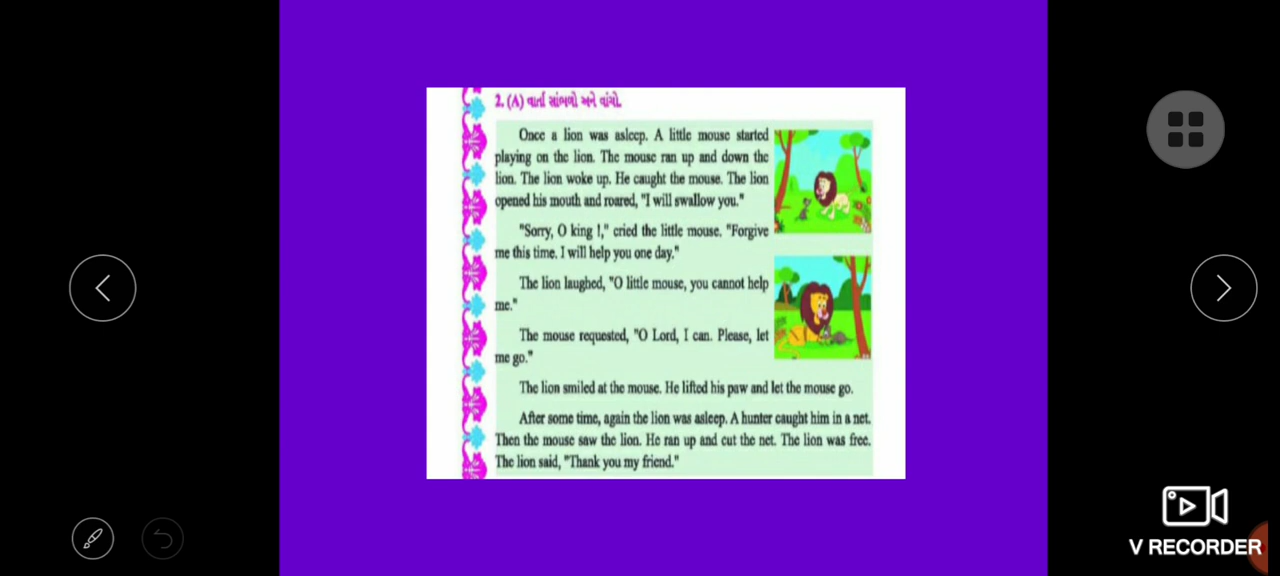 2. (A) વાર્તા સાંભળો અને વાંચો.
Once a lion was asleep. A little mouse started
playing on the lion. The mouse ran up and down the
lion. The lion woke up. He caught the mouse. The lion
opened his mouth and roared, "I will swallow you."
"Sorry, O king !," cried the little mouse. "Forgive
me this time. I will help you one day."
The lion laughed, "O little mouse, you cannot help
me."
The mouse requested, "O Lord, I can. Please, let
me go."
The lion smiled at the mouse. He lifted his paw and let the mouse go.
After some time, again the lion was asleep. A hunter caught him in a net.
Then the mouse saw the lion. He ran up and cut the net. The lion was free.
The lion said, "Thank you my friend."
V RECORDER